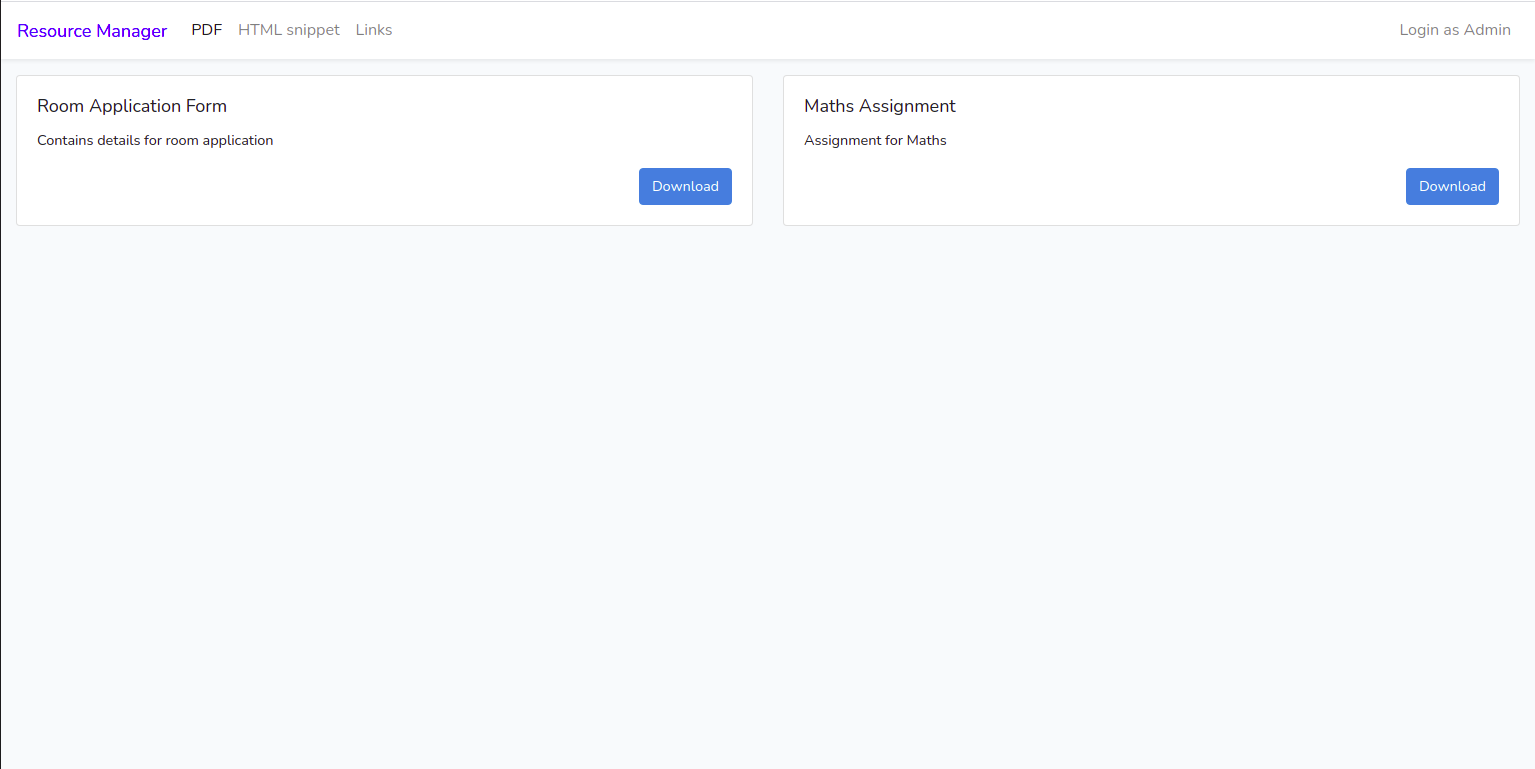 Resource Manager PDF HTML snippet Links Login as Admin
Room Application Form
Contains details for room application
Download
Maths Assignment
Assignment for Maths
Download